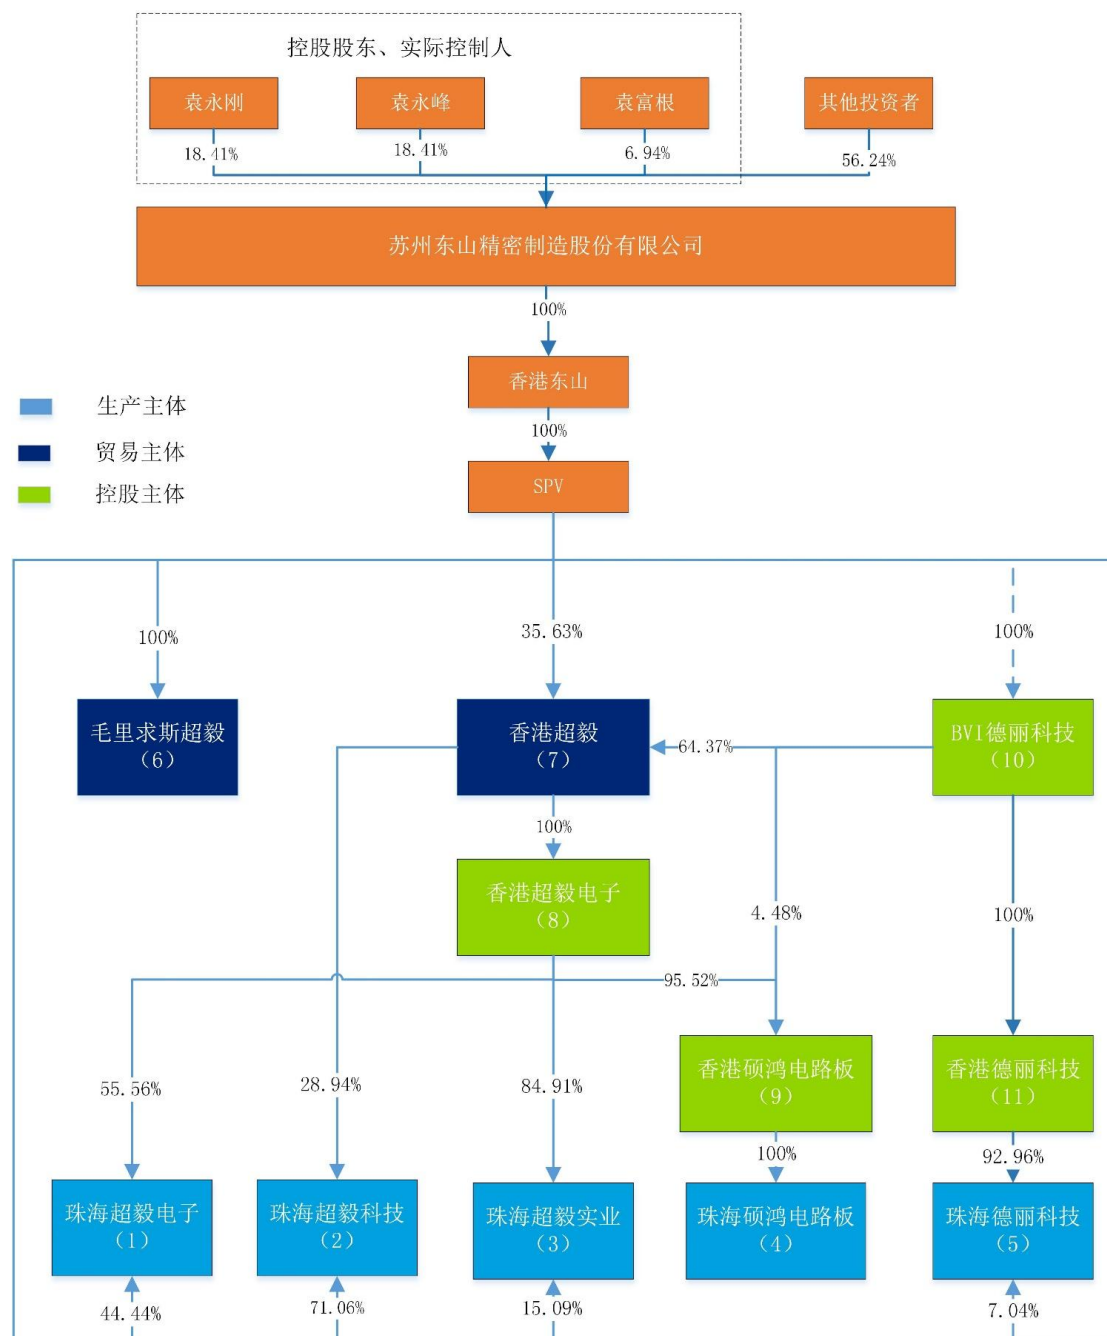 控股股东、实际控制人
袁永刚
袁永峰
袁富根
其他投资者
18.41%
18.41%
6.94%
56.24%
苏州东山精密制造股份有限公司
100%
香港东山
100%
SPV
生产主体
贸易主体
控股主体
100%
35.63%
100%
毛里求斯超毅
（6）
香港超毅
（7）
64.37%
BVI德丽科技
（10）
100%
香港超毅电子
（8）
4.48%
100%
95.52%
香港硕鸿电路板
（9）
香港德丽科技
（11）
55.56%
28.94%
84.91%
100%
92.96%
珠海超毅电子
（1）
珠海超毅科技
（2）
珠海超毅实业
（3）
珠海硕鸿电路板
（4）
珠海德丽科技
（5）
44.44%
71.06%
15.09%
7.04%